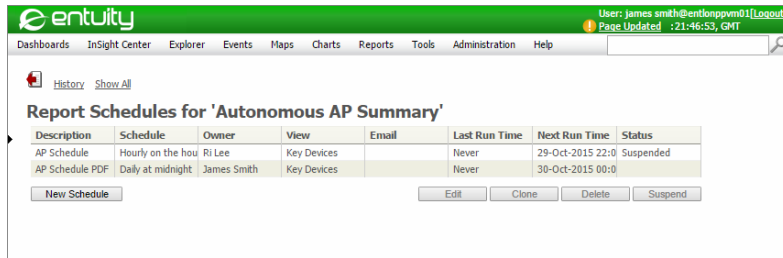 entuity
User: james smith@entlonppvm01[Logout
Page Updated :21:46:53, GMT
Dashboards InSight Center Explorer Events Maps Charts Reports Tools Administration Help
History Show All
Report Schedules for 'Autonomous AP Summary'
Description Schedule Owner View Email Last Run Time Next Run Time Status
AP Schedule Hourly on the hou Ri Lee Key Devices Never 29-Oct-2015 22:0 Suspended
AP Schedule PDF Daily at midnight James Smith Key Devices Never 30-Oct-2015 00:0
New Schedule Edit Clone Delete Suspend